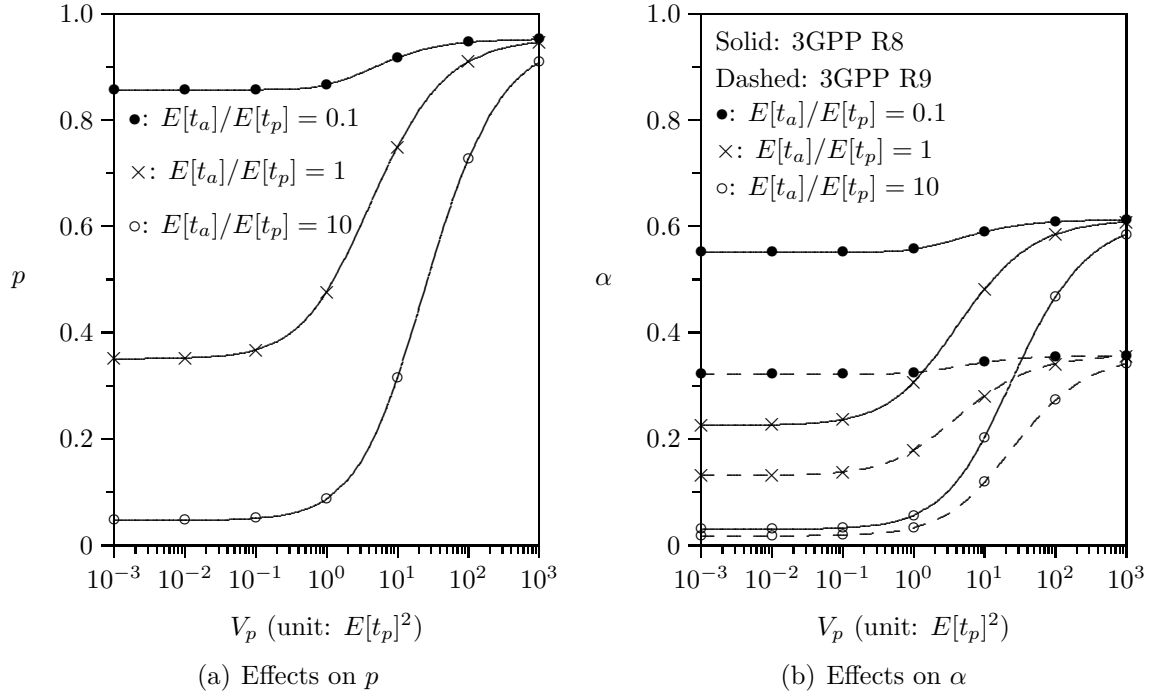 1.0
0.8
0.6
0.4
0.2
0
p
●: E[t_a]/E[t_p] = 0.1
×: E[t_a]/E[t_p] = 1
○: E[t_a]/E[t_p] = 10
10^{-3} 10^{-2} 10^{-1} 10^0 10^1 10^2 10^3
V_p (unit: E[t_p]^2)
(a) Effects on p
1.0
0.8
0.6
0.4
0.2
0
α
Solid: 3GPP R8
Dashed: 3GPP R9
●: E[t_a]/E[t_p] = 0.1
×: E[t_a]/E[t_p] = 1
○: E[t_a]/E[t_p] = 10
10^{-3} 10^{-2} 10^{-1} 10^0 10^1 10^2 10^3
V_p (unit: E[t_p]^2)
(b) Effects on α